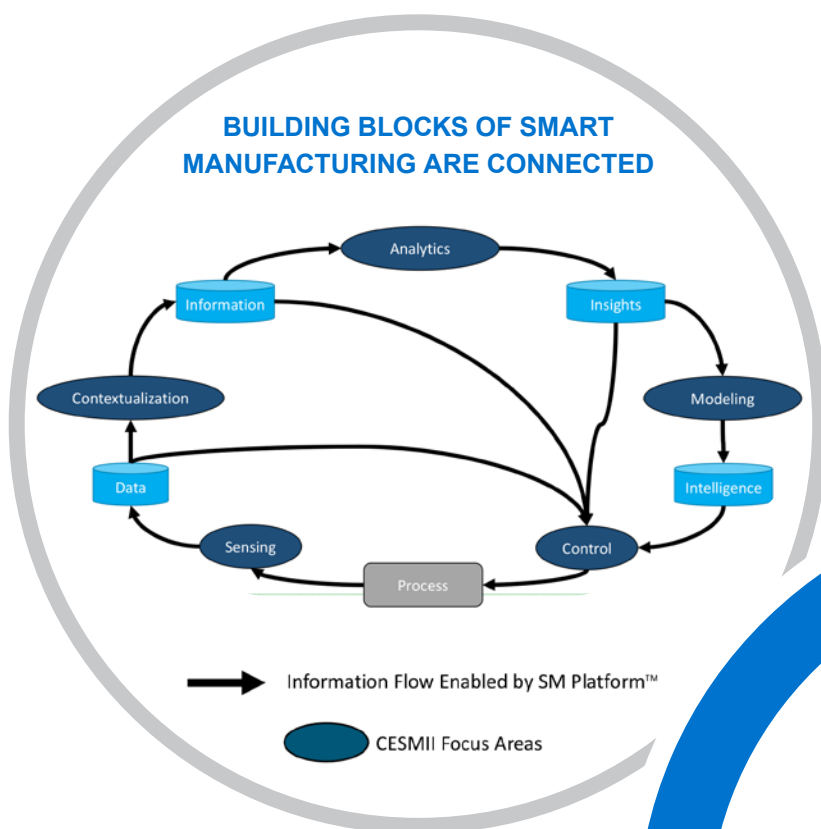 BUILDING BLOCKS OF SMART
MANUFACTURING ARE CONNECTED
Analytics
Information
Insights
Contextualization
Modeling
Data
Intelligence
Sensing
Control
Process
Information Flow Enabled by SM Platform™
CESMII Focus Areas